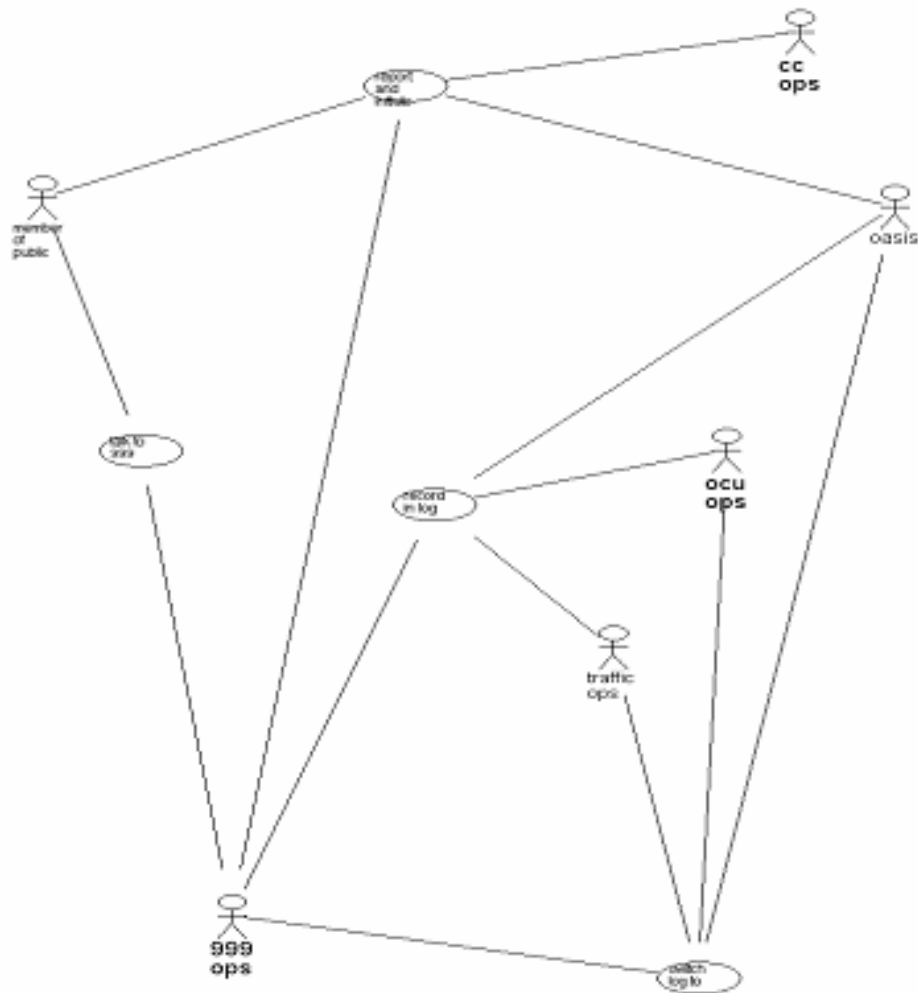 cc
ops
report
and
member
of
public
oasis
talk to
999
ocu
ops
record
in log
traffic
ops
999
ops
switch
log to